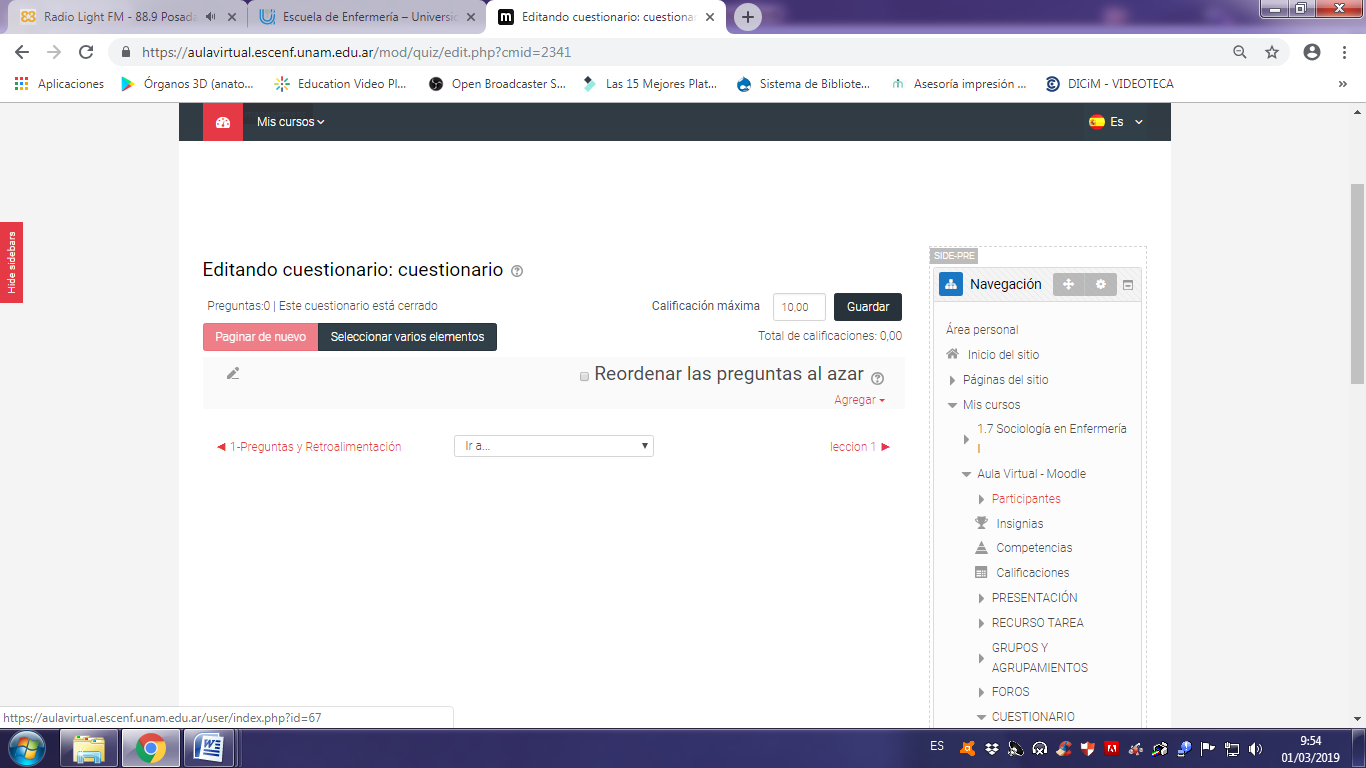 Radio Light FM - 88.9 Posada
Escuela de Enfermería – Universid
Editando cuestionario: cuestionar
https://aulavirtual.escenf.unam.edu.ar/mod/quiz/edit.php?cmid=2341
Aplicaciones
Órganos 3D (anato...
Education Video Pl...
Open Broadcaster S...
Las 15 Mejores Plat...
Sistema de Bibliote...
Asesoría impresión ...
DICiM - VIDEOTECA
»
Mis cursos
Es
Hide sidebars
SIDE-PRE
Editando cuestionario: cuestionario
Navegación
Preguntas:0 | Este cuestionario está cerrado
Calificación máxima
10,00
Guardar
Paginar de nuevo
Seleccionar varios elementos
Total de calificaciones: 0,00
Reordenar las preguntas al azar
Agregar
◄ 1-Preguntas y Retroalimentación
Ir a...
leccion 1 ►
Área personal
Inicio del sitio
Páginas del sitio
Mis cursos
1.7 Sociología en Enfermería
I
Aula Virtual - Moodle
Participantes
Insignias
Competencias
Calificaciones
PRESENTACIÓN
RECURSO TAREA
GRUPOS Y
AGRUPAMIENTOS
FOROS
CUESTIONARIO
https://aulavirtual.escenf.unam.edu.ar/user/index.php?id=67
ES
9:54
01/03/2019